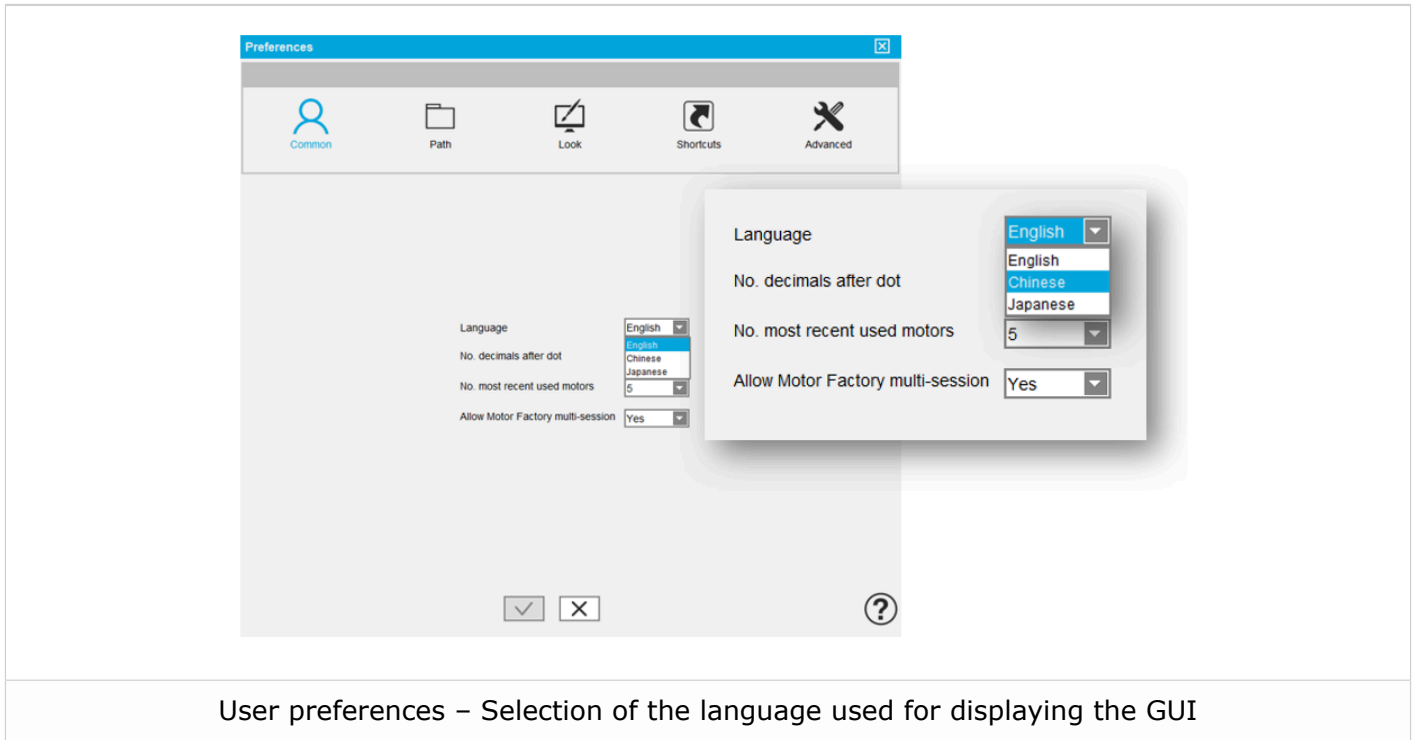 Preferences
Common
Path
Look
Shortcuts
Advanced
Language
English
English
Chinese
Japanese
No. decimals after dot
No. most recent used motors
5
Allow Motor Factory multi-session
Yes
Language
English
English
Chinese
Japanese
No. decimals after dot
No. most recent used motors
5
Allow Motor Factory multi-session
Yes
?
User preferences – Selection of the language used for displaying the GUI